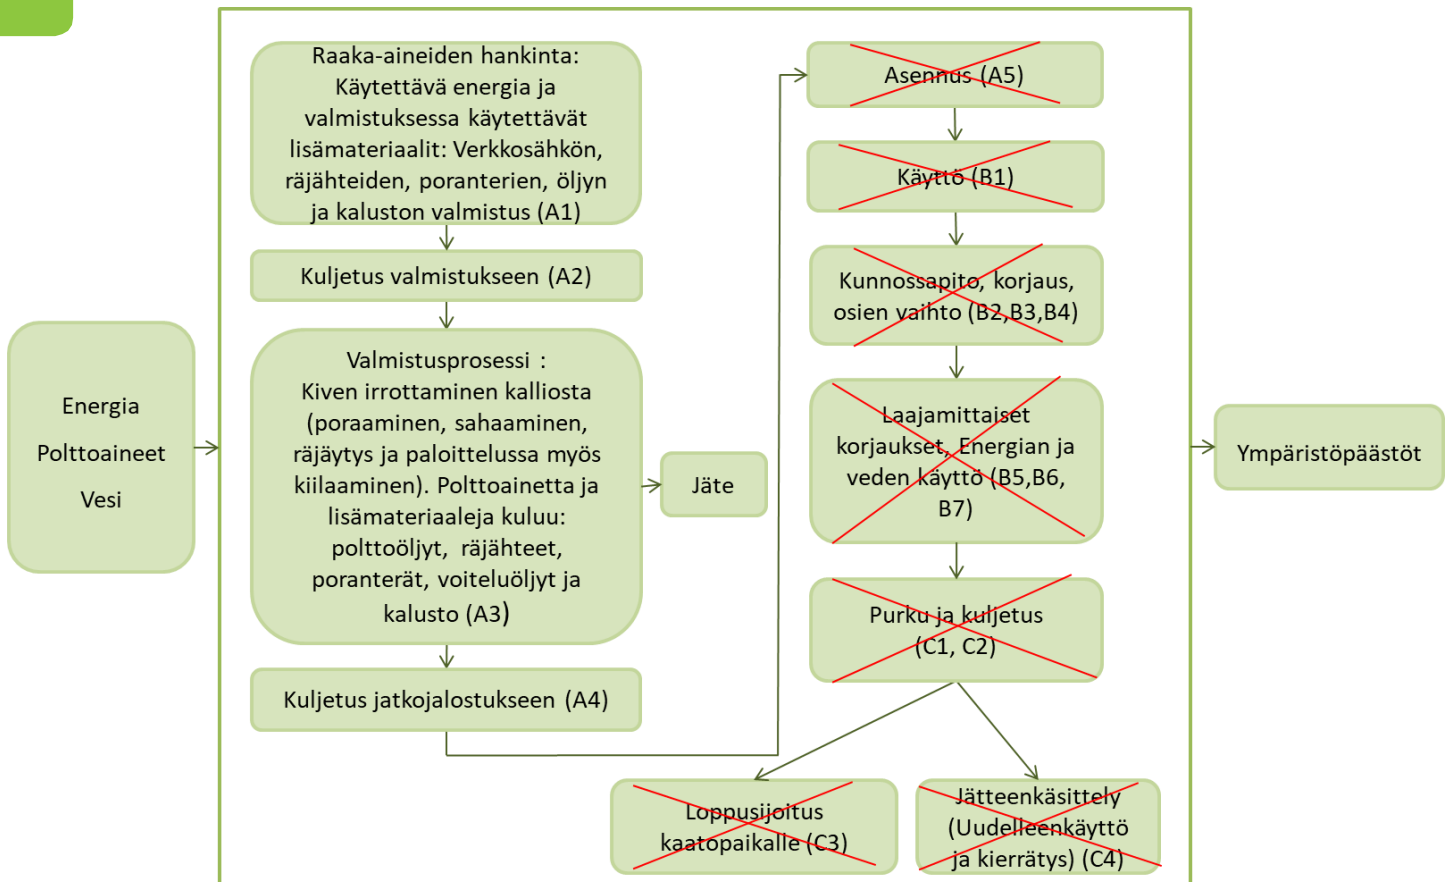 Energia
Polttoaineet
Vesi
Raaka-aineiden hankinta:
Käytettävä energia ja
valmistuksessa käytettävät
lisämateriaalit: Verkkosähkön,
räjähteiden, poranterien, öljyn
ja kaluston valmistus (A1)
Kuljetus valmistukseen (A2)
Valmistusprosessi :
Kiven irrottaminen kalliosta
(poraaminen, sahaaminen,
räjäytys ja paloittelussa myös
kiilaaminen). Polttoainetta ja
lisämateriaaleja kuluu:
polttoöljyt, räjähteet,
poranterät, voiteluöljyt ja
kalusto (A3)
Jäte
Kuljetus jatkojalostukseen (A4)
Asennus (A5)
Käyttö (B1)
Kunnossapito, korjaus,
osien vaihto (B2,B3,B4)
Laajamittaiset
korjaukset, Energian ja
veden käyttö (B5,B6,
B7)
Purku ja kuljetus
(C1, C2)
Loppusijoitus
kaatopaikalle (C3)
Jätteenkäsittely
(Uudelleenkäyttö
ja kierrätys) (C4)
Ympäristöpäästöt